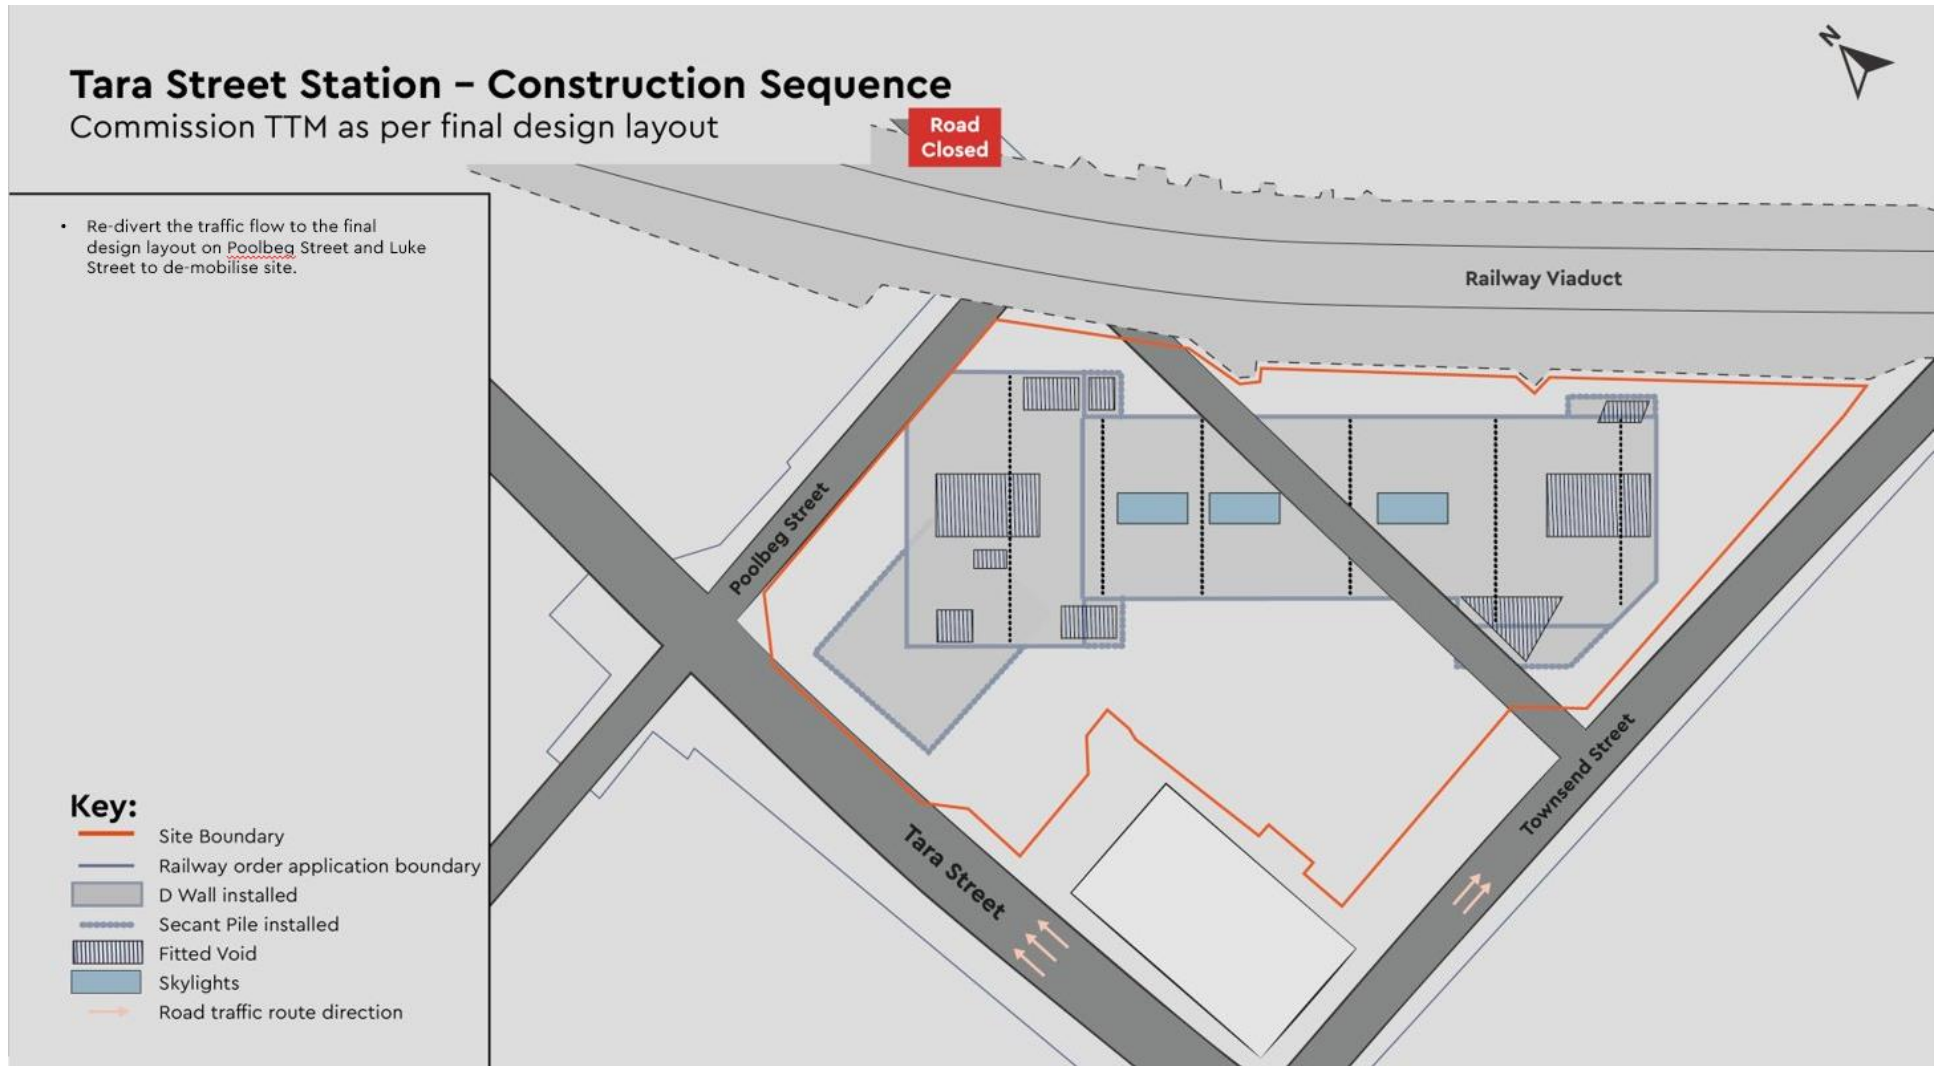 Tara Street Station – Construction Sequence
Commission TTM as per final design layout
N
Road
Closed
• Re-divert the traffic flow to the final
design layout on Poolbeg Street and Luke
Street to de-mobilise site.
Railway Viaduct
Poolbeg Street
Townsend Street
Tara Street
Key:
Site Boundary
Railway order application boundary
D Wall installed
Secant Pile installed
Fitted Void
Skylights
Road traffic route direction